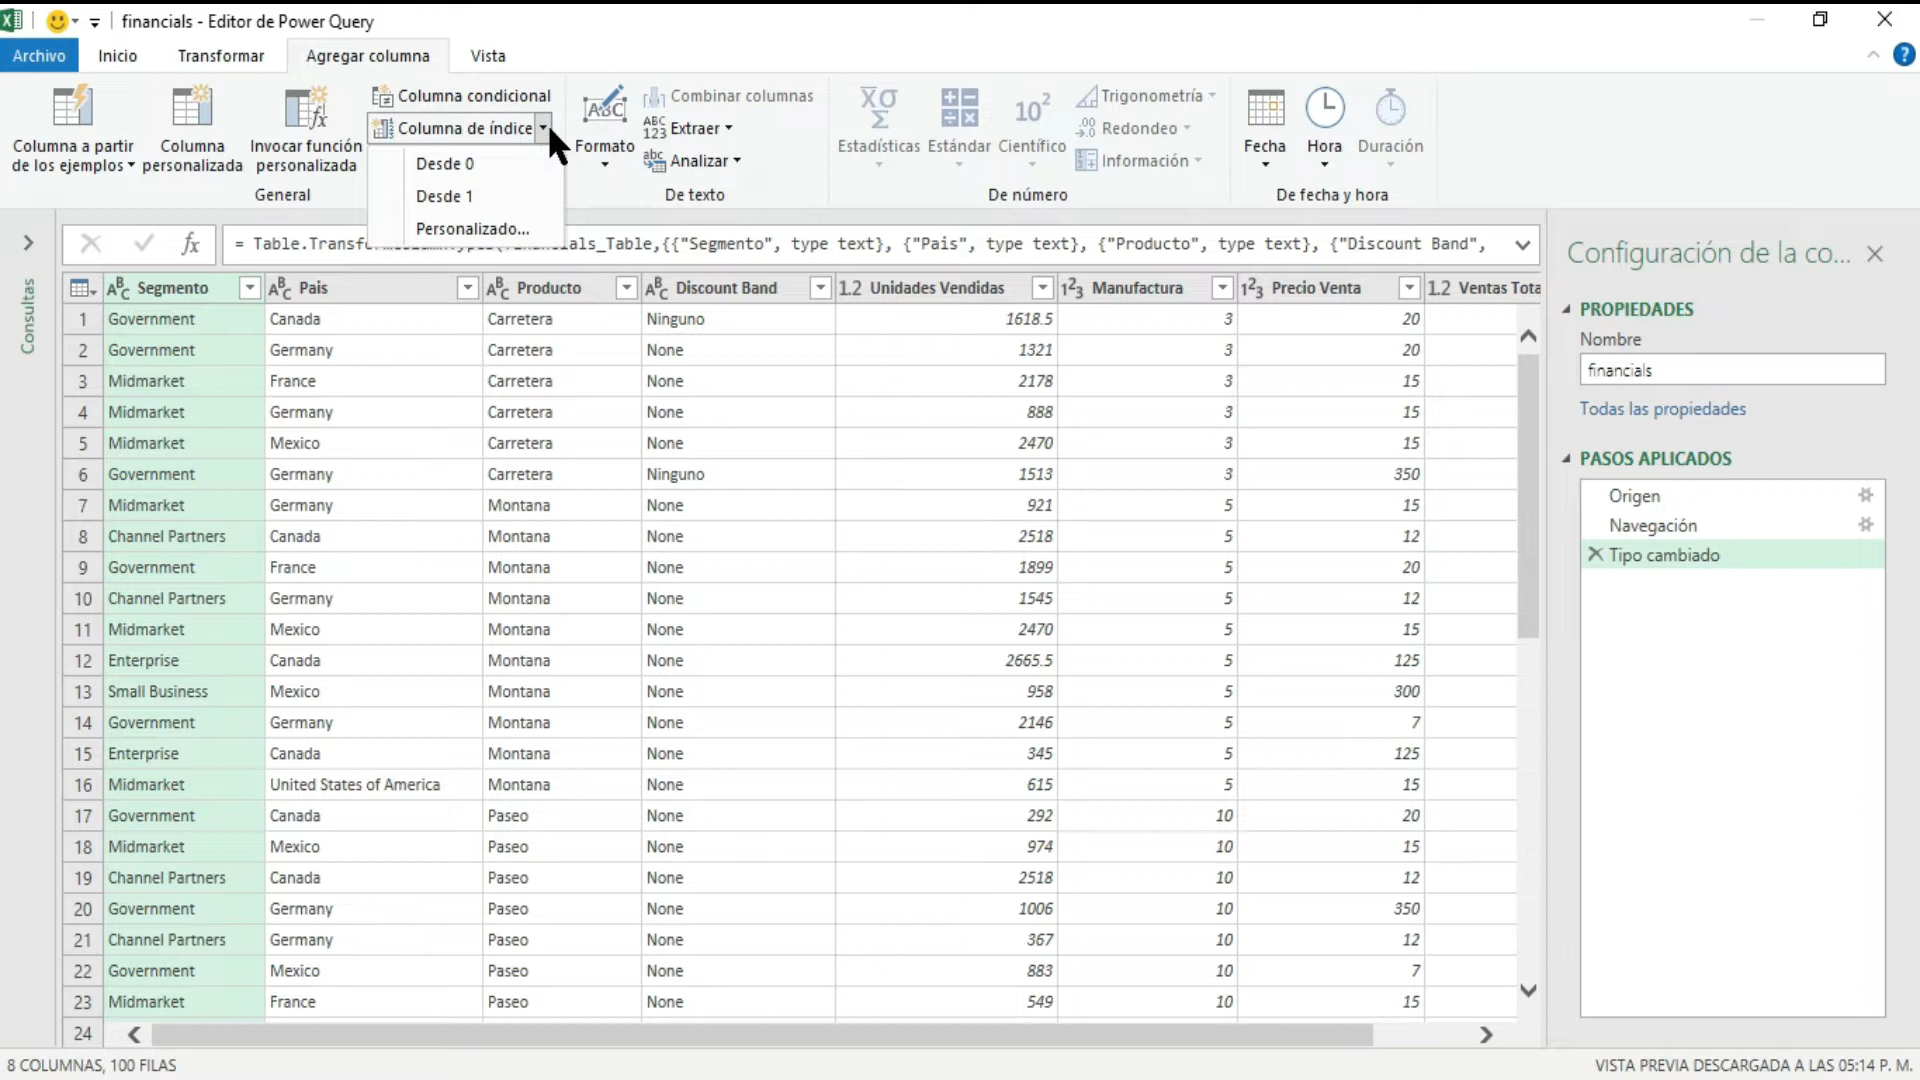 financials - Editor de Power Query
Archivo Inicio Transformar Agregar columna Vista
Columna a partir de los ejemplos
Columna personalizada
Invocar función personalizada
Columna condicional
Columna de índice
Desde 0
Desde 1
Personalizado...
General
Formato
Combinar columnas
Extraer
Analizar
De texto
Estadísticas
Estándar
Científico
Trigonometría
Redondeo
Información
De número
Fecha
Hora
Duración
De fecha y hora
Consultas
{{"Segmento", type text}, {"Pais", type text}, {"Producto", type text}, {"Discount Band",
Segmento Pais Producto Discount Band 1.2 Unidades Vendidas Manufactura Precio Venta 1.2 Ventas Tota
1 Government Canada Carretera Ninguno 1618.5 3 20
2 Government Germany Carretera None 1321 3 20
3 Midmarket France Carretera None 2178 3 15
4 Midmarket Germany Carretera None 888 3 15
5 Midmarket Mexico Carretera None 2470 3 15
6 Government Germany Carretera Ninguno 1513 3 350
7 Midmarket Germany Montana None 921 5 15
8 Channel Partners Canada Montana None 2518 5 12
9 Government France Montana None 1899 5 20
10 Channel Partners Germany Montana None 1545 5 12
11 Midmarket Mexico Montana None 2470 5 15
12 Enterprise Canada Montana None 2665.5 5 125
13 Small Business Mexico Montana None 958 5 300
14 Government Germany Montana None 2146 5 7
15 Enterprise Canada Montana None 345 5 125
16 Midmarket United States of America Montana None 615 5 15
17 Government Canada Paseo None 292 10 20
18 Midmarket Mexico Paseo None 974 10 15
19 Channel Partners Canada Paseo None 2518 10 12
20 Government Germany Paseo None 1006 10 350
21 Channel Partners Germany Paseo None 367 10 12
22 Government Mexico Paseo None 883 10 7
23 Midmarket France Paseo None 549 10 15
24
Configuración de la co...
PROPIEDADES
Nombre
financials
Todas las propiedades
PASOS APLICADOS
Origen
Navegación
Tipo cambiado
8 COLUMNAS, 100 FILAS
VISTA PREVIA DESCARGADA A LAS 05:14 P. M.